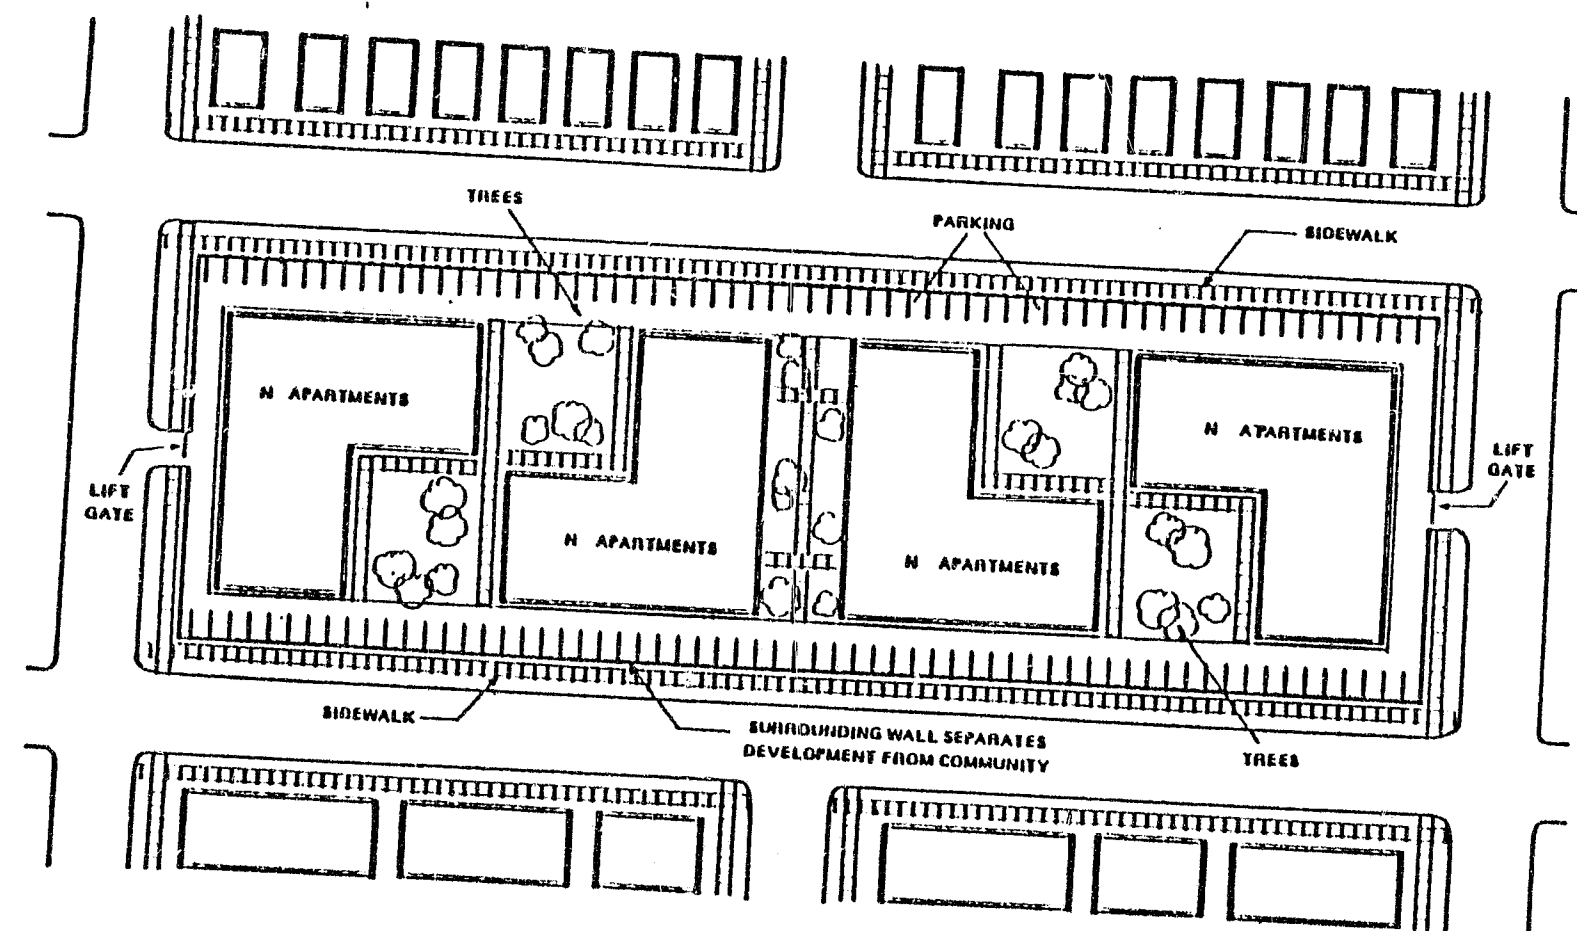 TREES
PARKING
SIDEWALK
N APARTMENTS
N APARTMENTS
LIFT
GATE
LIFT
GATE
N APARTMENTS
N APARTMENTS
SIDEWALK
SURROUNDING WALL SEPARATES
DEVELOPMENT FROM COMMUNITY
TREES